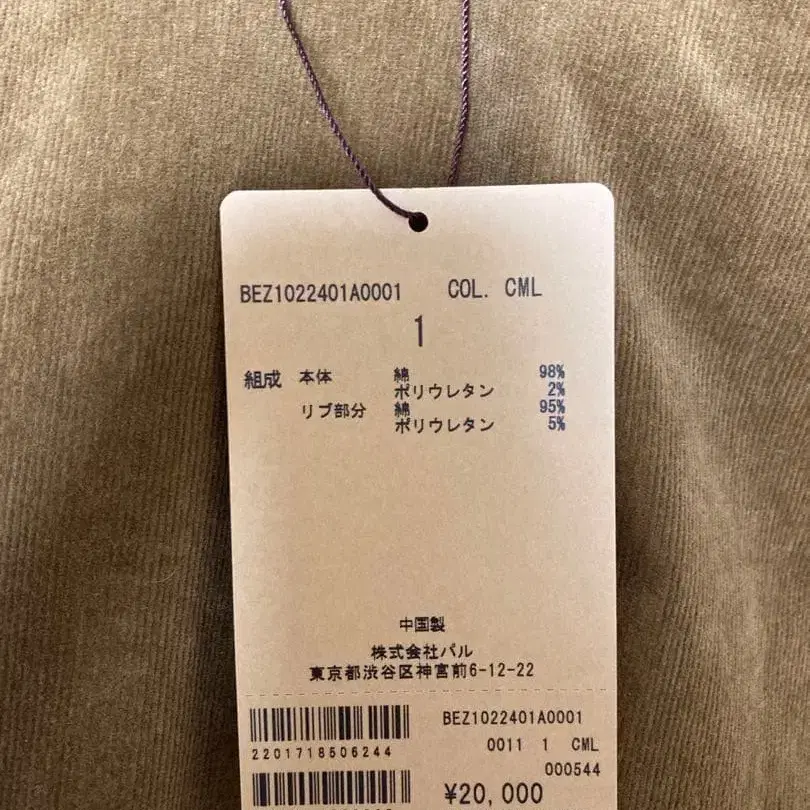 BEZ1022401A0001 COL. CML
1
組成 本体 綿 98%
ポリウレタン 2%
リブ部分 綿 95%
ポリウレタン 5%
中国製
株式会社パル
東京都渋谷区神宮前6-12-22
BEZ1022401A0001
2201718506244 0011 1 CML
000544
¥20,000